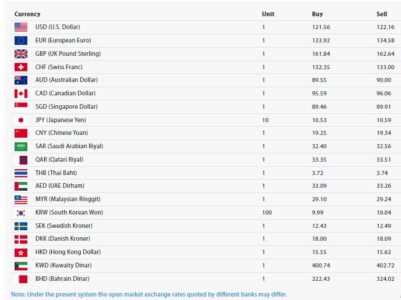 Currency Unit Buy Sell
USD (U.S. Dollar) 1 121.56 122.16
EUR (European Euro) 1 133.92 134.58
GBP (UK Pound Sterling) 1 161.84 162.64
CHF (Swiss Franc) 1 132.35 133.00
AUD (Australian Dollar) 1 89.55 90.00
CAD (Canadian Dollar) 1 95.59 96.06
SGD (Singapore Dollar) 1 89.46 89.91
JPY (Japanese Yen) 10 10.53 10.59
CNY (Chinese Yuan) 1 19.25 19.34
SAR (Saudi Arabian Riyal) 1 32.40 32.56
QAR (Qatari Riyal) 1 33.35 33.51
THB (Thai Baht) 1 3.72 3.74
AED (UAE Dirham) 1 33.09 33.26
MYR (Malaysian Ringgit) 1 29.10 29.24
KRW (South Korean Won) 100 9.99 10.04
SEK (Swedish Kroner) 1 12.43 12.49
DKK (Danish Kroner) 1 18.00 18.09
HKD (Hong Kong Dollar) 1 15.55 15.62
KWD (Kuwaity Dinar) 1 400.74 402.72
BHD (Bahrain Dinar) 1 322.43 324.02
Note: Under the present system the open market exchange rates quoted by different banks may differ.